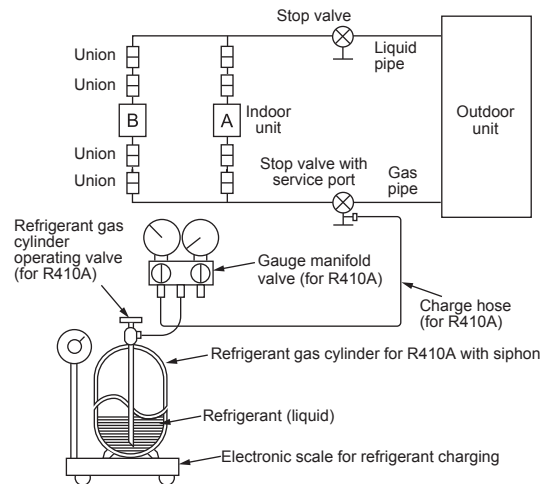 Stop valve
Union
Liquid
pipe
Union
B
A
Indoor
unit
Outdoor
unit
Union
Stop valve with
service port
Gas
pipe
Union
Refrigerant gas
cylinder
operating valve
(for R410A)
Gauge manifold
valve (for R410A)
Charge hose
(for R410A)
Refrigerant gas cylinder for R410A with siphon
Refrigerant (liquid)
Electronic scale for refrigerant charging